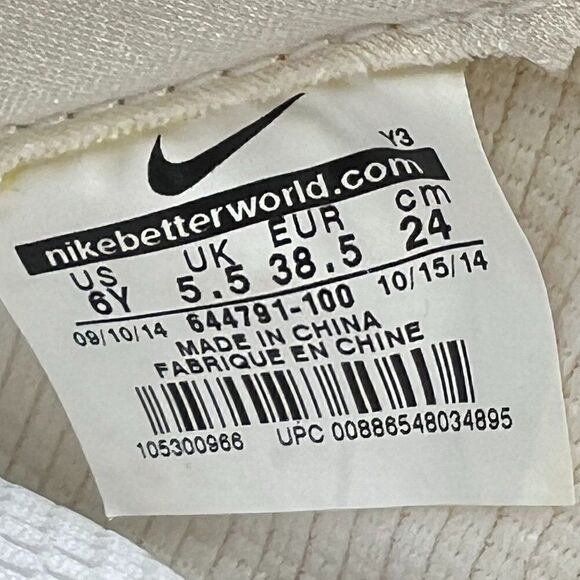 Y3
nikebetterworld.com
US UK EUR cm
6Y 5.5 38.5 24
09/10/14 644791-100 10/15/14
MADE IN CHINA
FABRIQUE EN CHINE
105300966 UPC 00886548034895